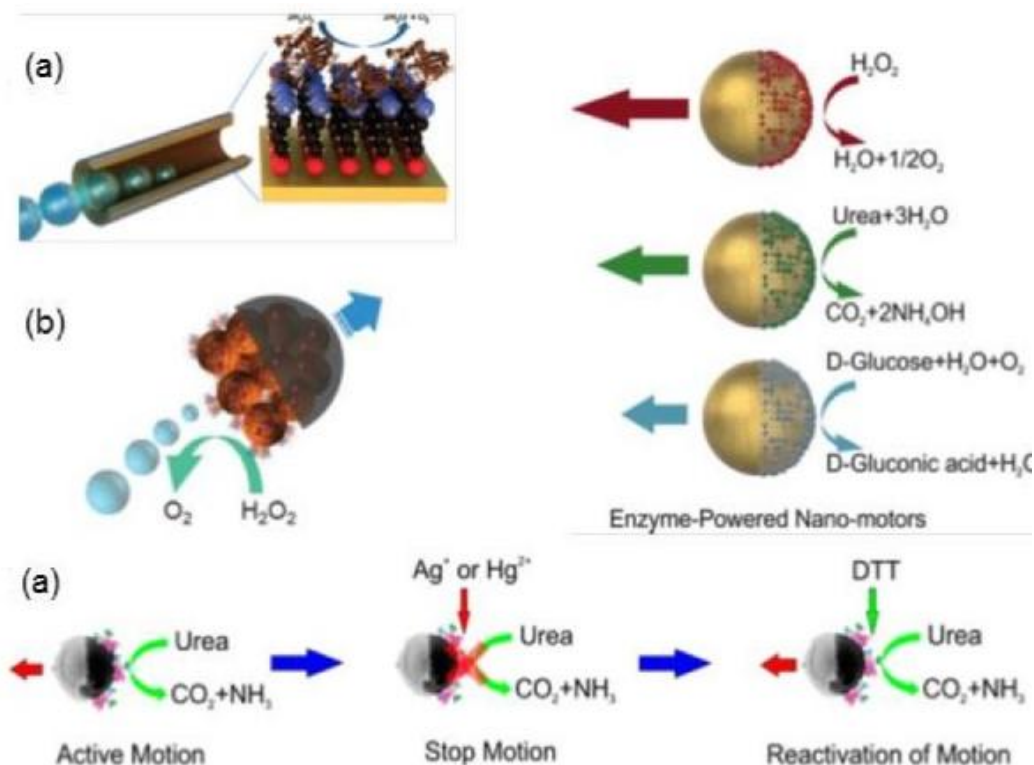 (a)
H₂O₂
H₂O+1/2O₂
Urea+3H₂O
CO₂+2NH₄OH
D-Glucose+H₂O+O₂
D-Gluconic acid+H₂O
Enzyme-Powered Nano-motors
(b)
O₂ H₂O₂
(a)
Ag⁺ or Hg²⁺ DTT
Urea Urea Urea
CO₂+NH₃ CO₂+NH₃ CO₂+NH₃
Active Motion Stop Motion Reactivation of Motion